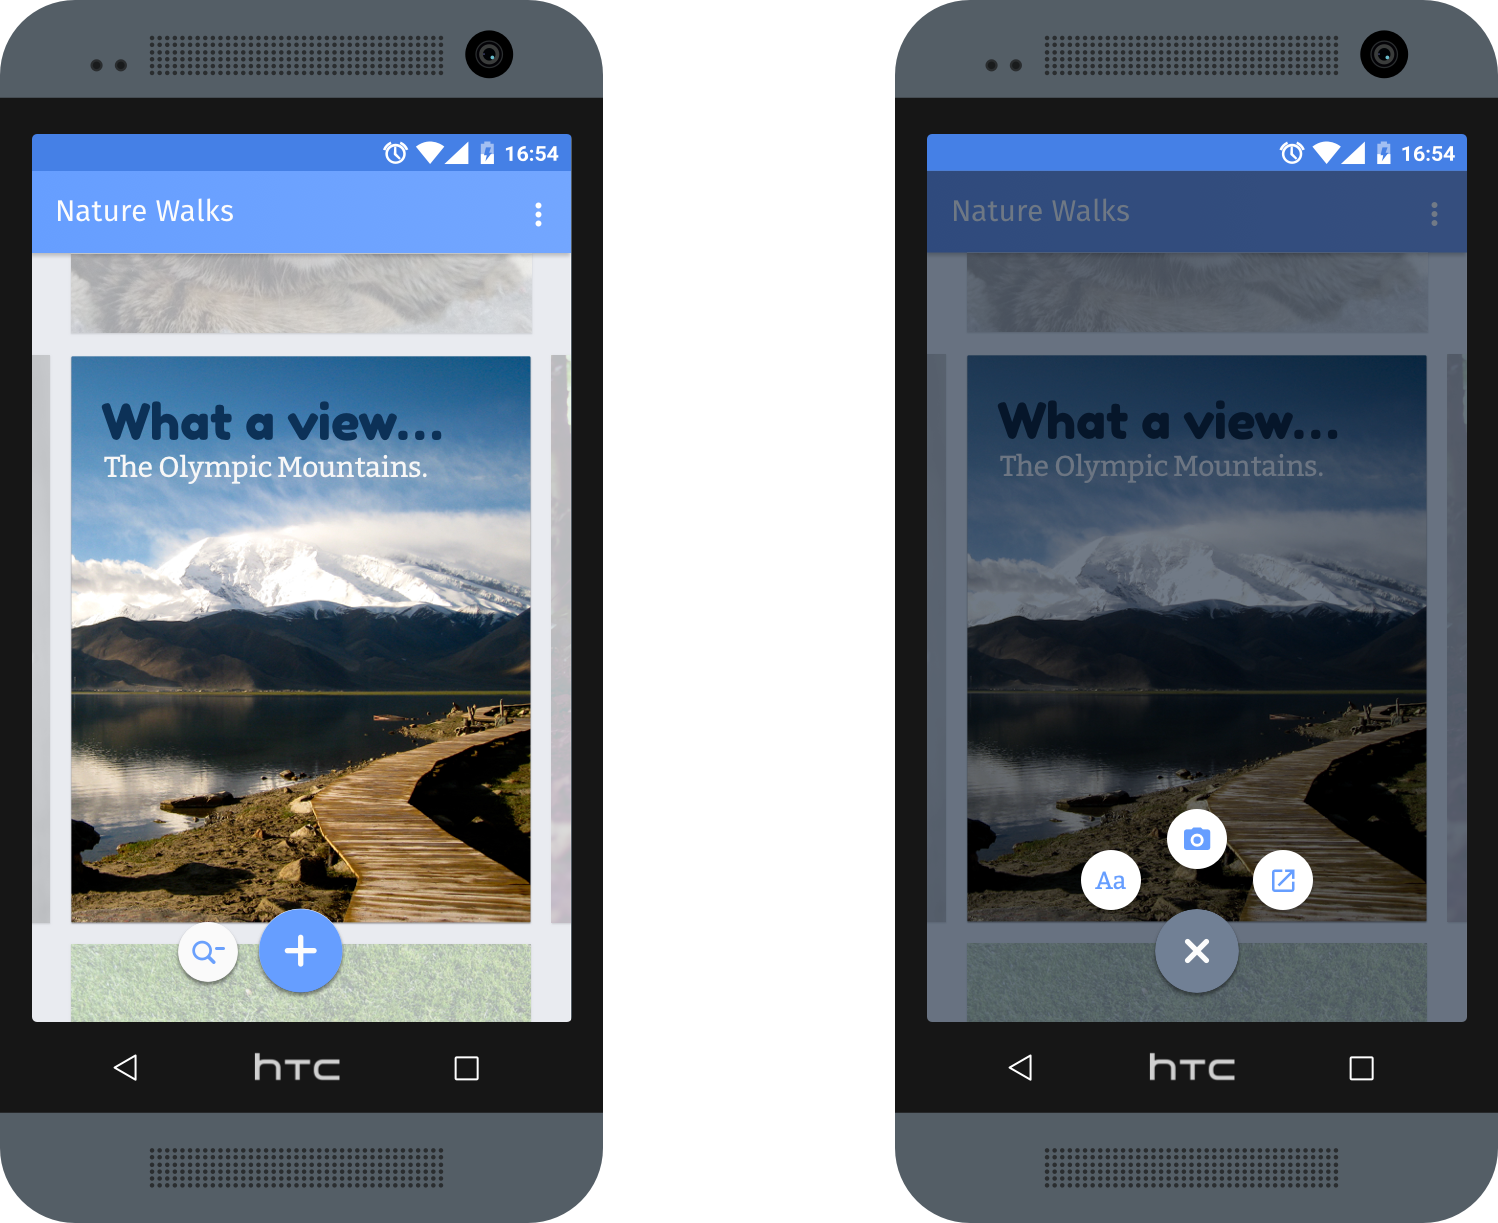 16:54
Nature Walks
What a view...
The Olympic Mountains.
htc
16:54
Nature Walks
What a view...
The Olympic Mountains.
Aa
htc